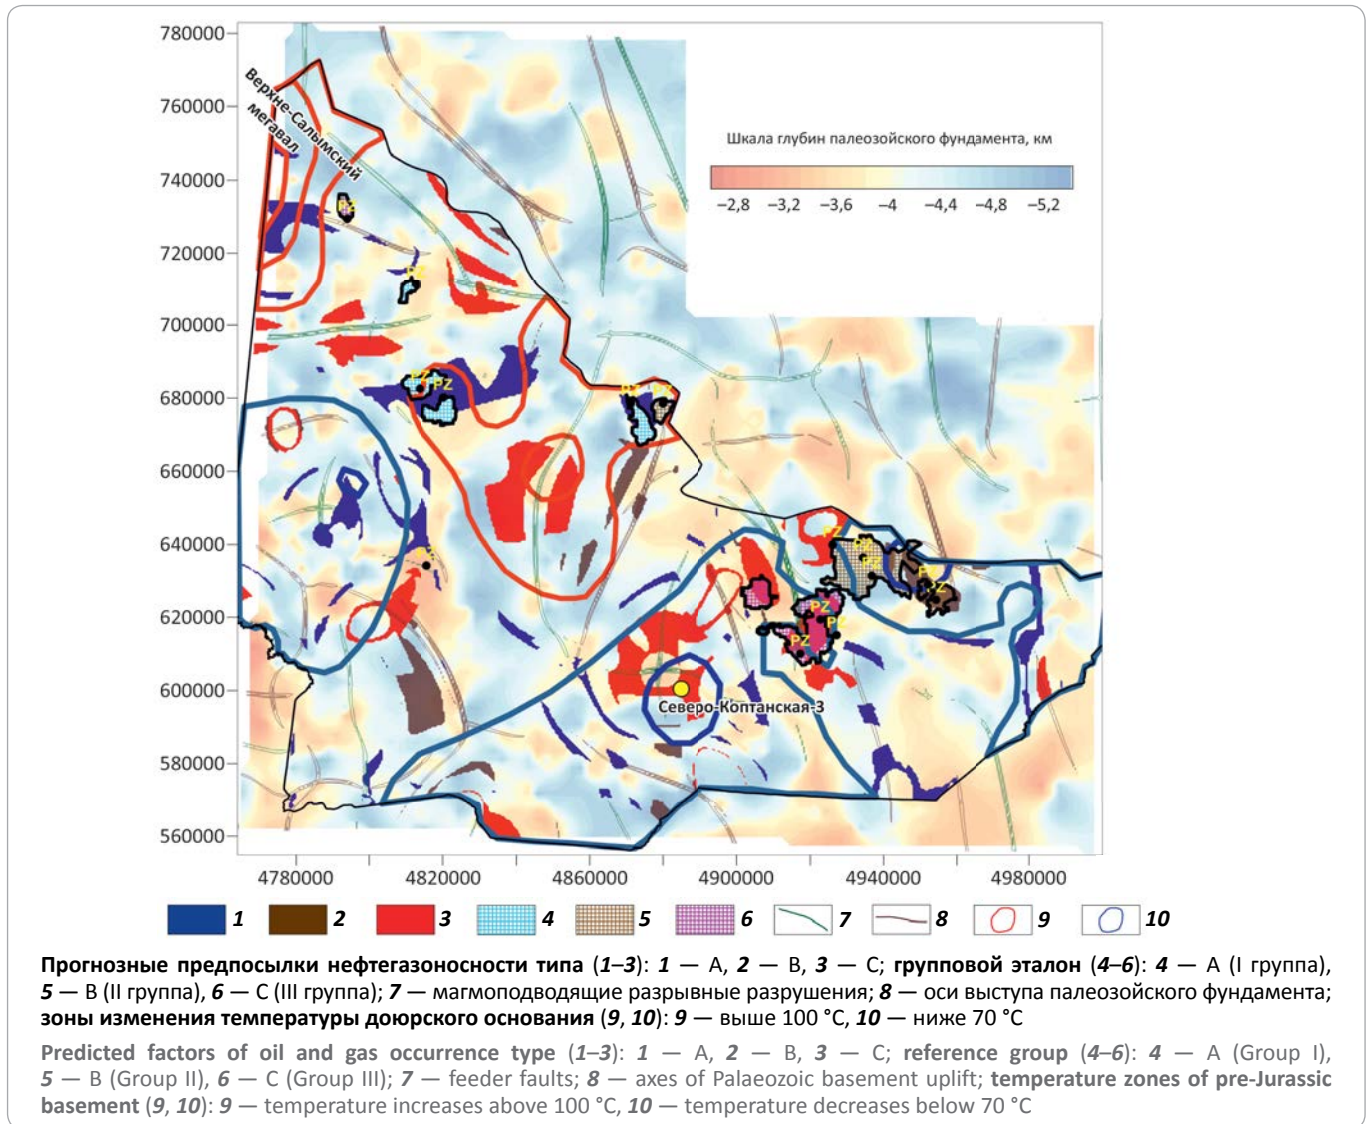 780000
760000
740000
720000
700000
680000
660000
640000
620000
600000
580000
560000
Верхне-Салымский
мегавал
Шкала глубин палеозойского фундамента, км
–2,8 –3,2 –3,6 –4 –4,4 –4,8 –5,2
PZ
PZ
PZ
PZ
PZ
PZ
PZ
PZ
PZ
PZ
PZ
PZ
PZ
PZ
Северо-Коптанская-3
4780000 4820000 4860000 4900000 4940000 4980000
1 2 3 4 5 6 7 8 9 10
Прогнозные предпосылки нефтегазоносности типа (1–3): 1 — A, 2 — B, 3 — C; групповой эталон (4–6): 4 — A (I группа),
5 — B (II группа), 6 — C (III группа); 7 — магмоподводящие разрывные разрушения; 8 — оси выступа палеозойского фундамента;
зоны изменения температуры доюрского основания (9, 10): 9 — выше 100 °C, 10 — ниже 70 °C
Predicted factors of oil and gas occurrence type (1–3): 1 — A, 2 — B, 3 — C; reference group (4–6): 4 — A (Group I),
5 — B (Group II), 6 — C (Group III); 7 — feeder faults; 8 — axes of Palaeozoic basement uplift; temperature zones of pre-Jurassic
basement (9, 10): 9 — temperature increases above 100 °C, 10 — temperature decreases below 70 °C